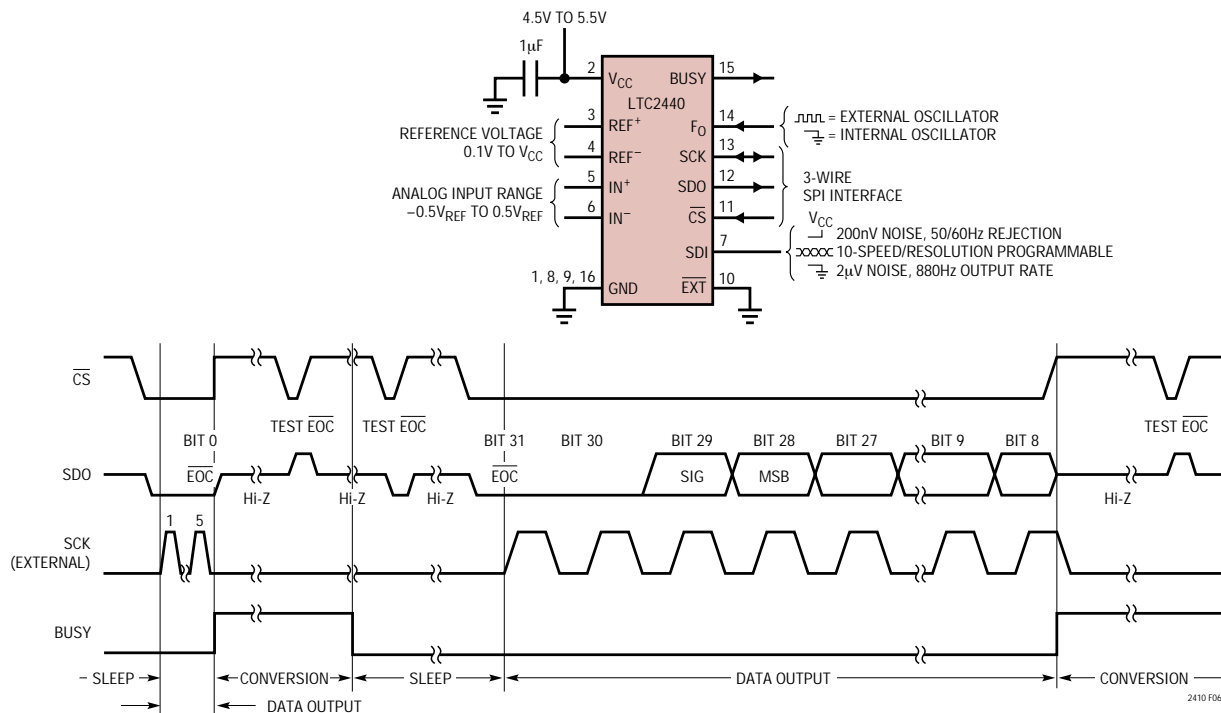 4.5V TO 5.5V
1µF
2
VCC
BUSY
15
LTC2440
3
REF+
FO
14
= EXTERNAL OSCILLATOR
= INTERNAL OSCILLATOR
REFERENCE VOLTAGE
0.1V TO VCC
4
REF−
SCK
13
3-WIRE
SPI INTERFACE
5
IN+
SDO
12
ANALOG INPUT RANGE
−0.5VREF TO 0.5VREF
6
IN−
CS
11
VCC
200nV NOISE, 50/60Hz REJECTION
SDI
7
10-SPEED/RESOLUTION PROGRAMMABLE
2µV NOISE, 880Hz OUTPUT RATE
1, 8, 9, 16
GND
EXT
10
CS
TEST EOC
TEST EOC
TEST EOC
BIT 0
BIT 31
BIT 30
BIT 29
BIT 28
BIT 27
BIT 9
BIT 8
SDO
EOC
EOC
SIG
MSB
Hi-Z
Hi-Z
Hi-Z
Hi-Z
1
5
SCK
(EXTERNAL)
BUSY
SLEEP
CONVERSION
SLEEP
DATA OUTPUT
CONVERSION
DATA OUTPUT
2410 F06